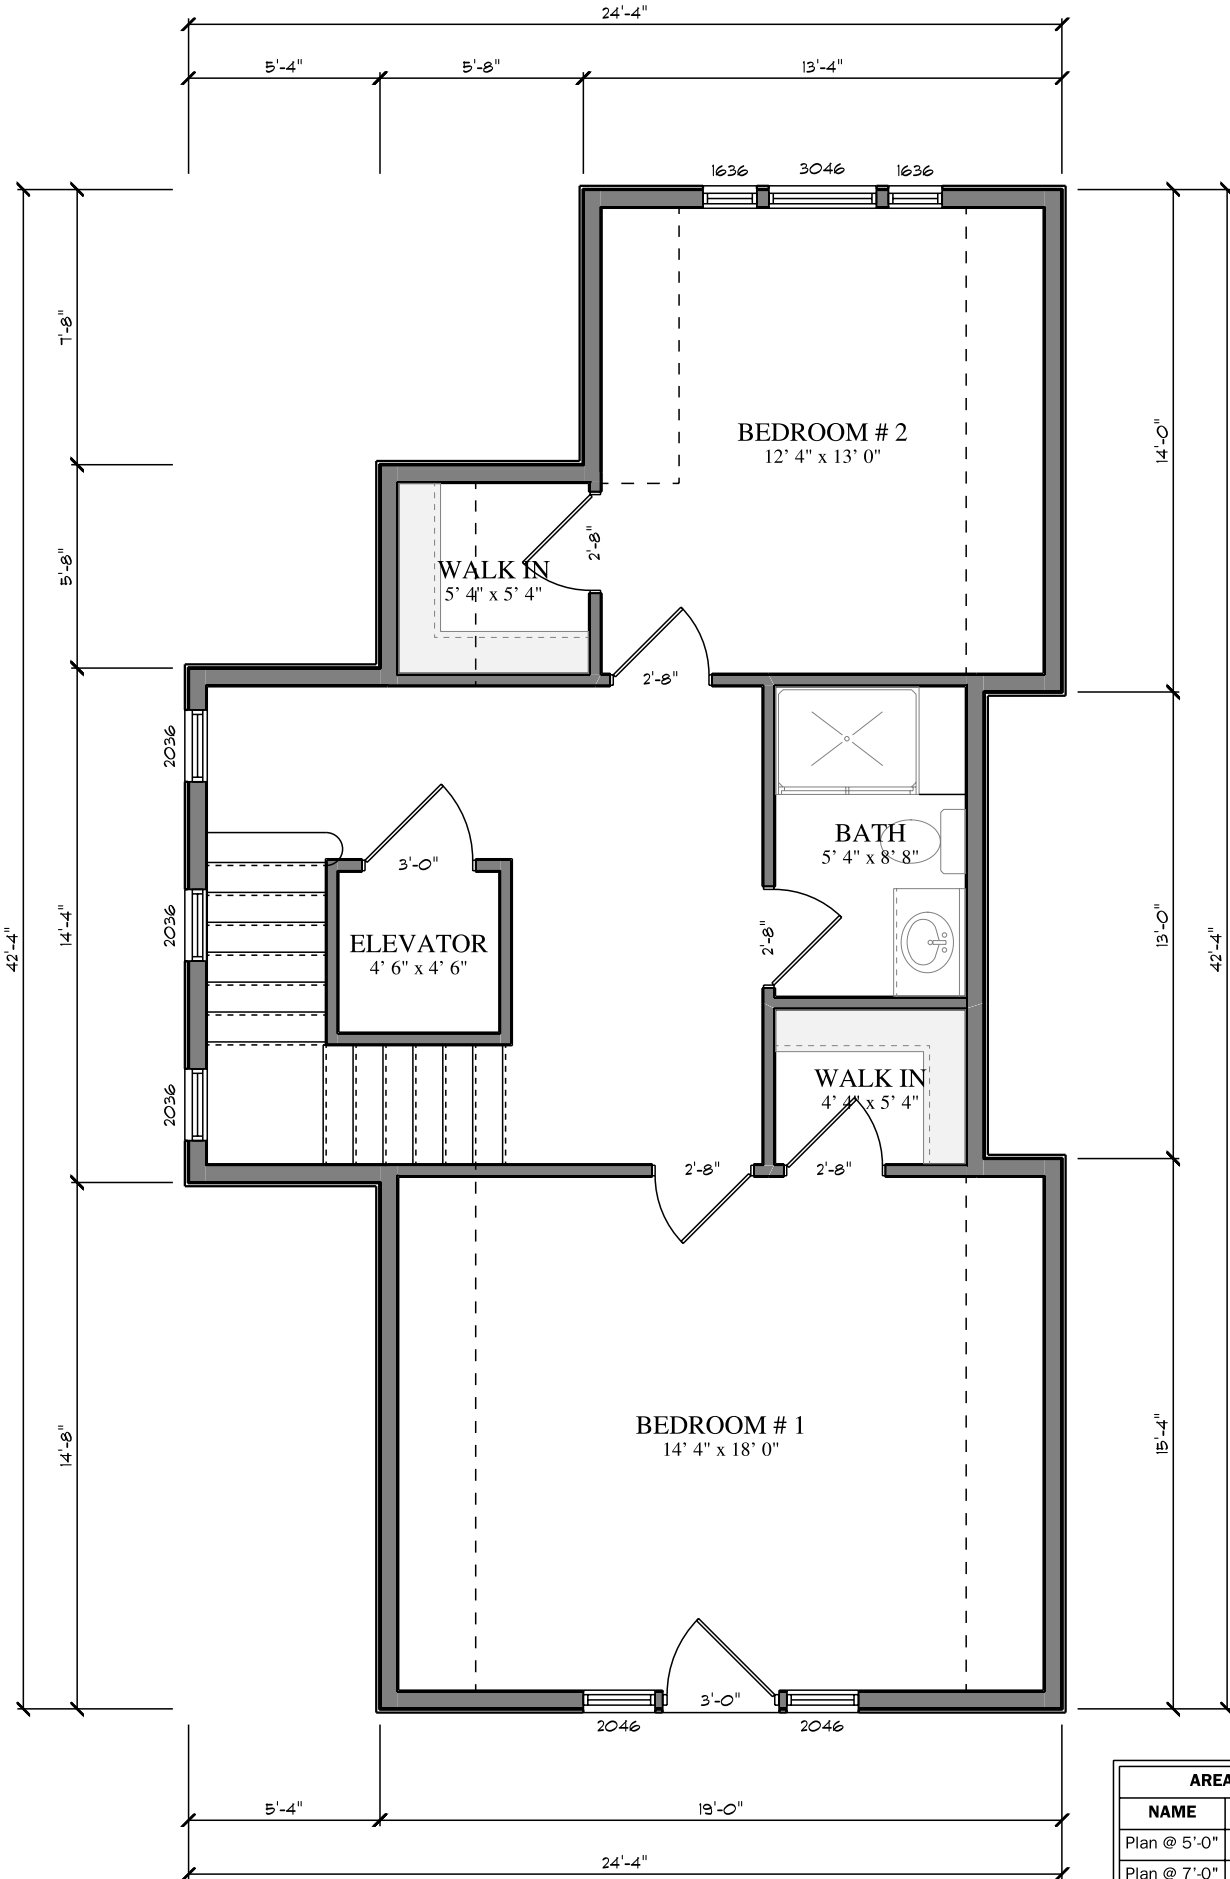 24'-4"
5'-4"
5'-8"
13'-4"
1636
3046
1636
7'-8"
BEDROOM # 2
12' 4" x 13' 0"
14'-0"
5'-8"
2'-8"
WALK IN
5' 4" x 5' 4"
2'-8"
2036
BATH
5' 4" x 8' 8"
3'-0"
2036
14'-4"
42'-4"
ELEVATOR
4' 6" x 4' 6"
2'-8"
13'-0"
42'-4"
WALK IN
4' 4" x 5' 4"
2036
2'-8"
2'-8"
BEDROOM # 1
14' 4" x 18' 0"
14'-8"
15'-4"
3'-0"
2046
2046
5'-4"
19'-0"
24'-4"
AREA
NAME
Plan @ 5'-0"
Plan @ 7'-0"